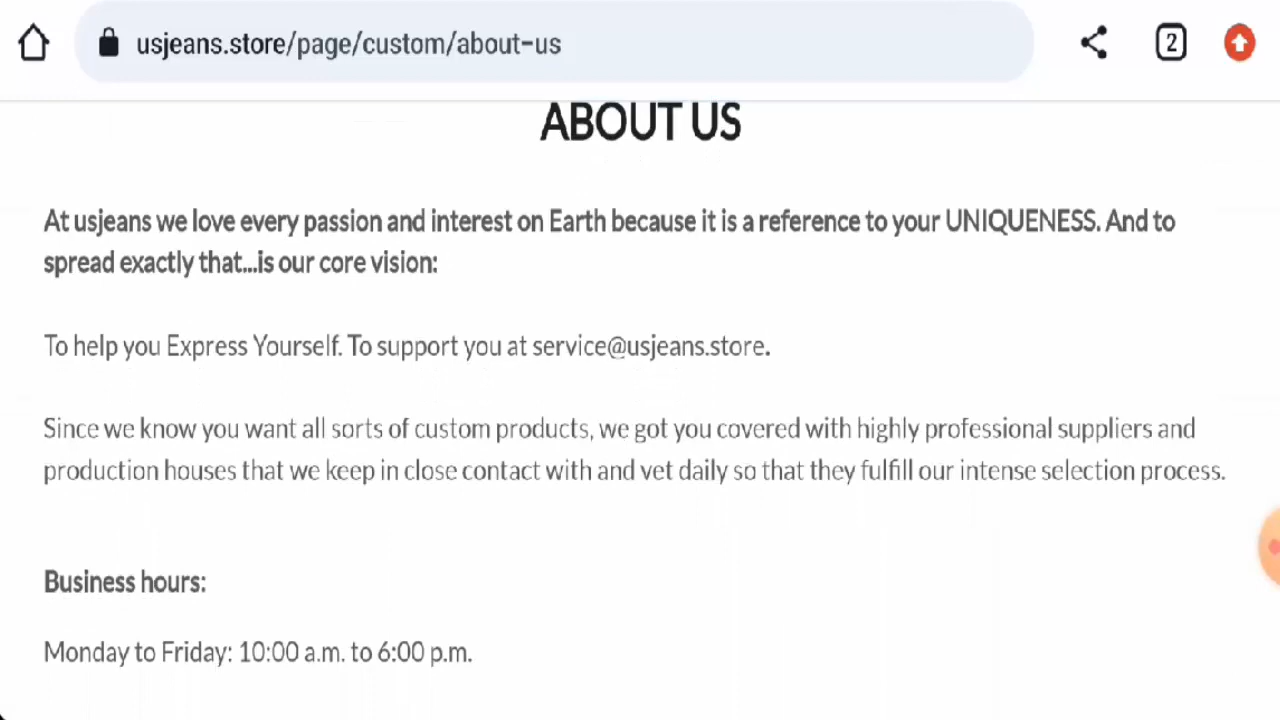 usjeans.store/page/custom/about-us
2
ABOUT US
At usjeans we love every passion and interest on Earth because it is a reference to your UNIQUENESS. And to
spread exactly that...is our core vision:
To help you Express Yourself. To support you at service@usjeans.store.
Since we know you want all sorts of custom products, we got you covered with highly professional suppliers and
production houses that we keep in close contact with and vet daily so that they fulfill our intense selection process.
Business hours:
Monday to Friday: 10:00 a.m. to 6:00 p.m.